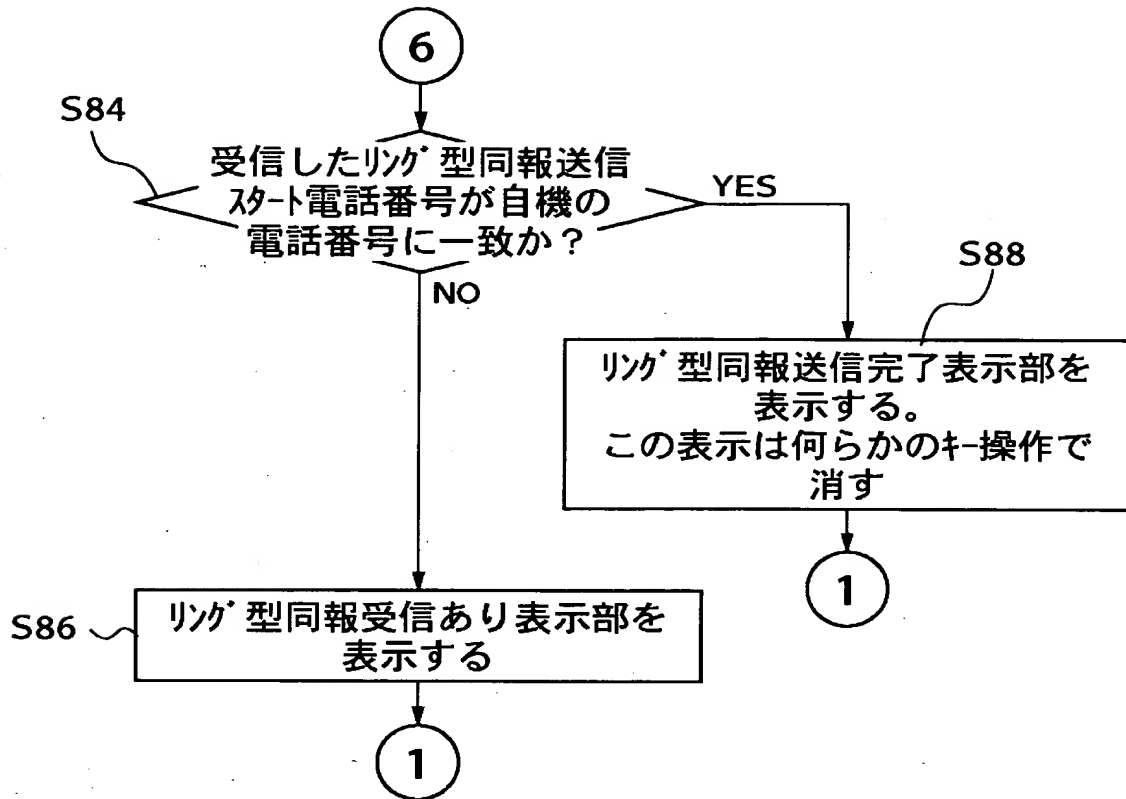 6
S84
受信したﾘﾝｸﾞ型同報送信
ｽﾀｰﾄ電話番号が自機の
電話番号に一致か？
YES
NO
S88
ﾘﾝｸﾞ型同報送信完了表示部を
表示する。
この表示は何らかのｷｰ操作で
消す
1
S86
ﾘﾝｸﾞ型同報受信あり表示部を
表示する
1